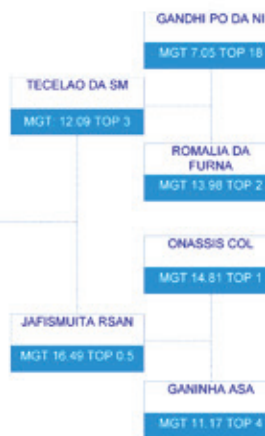 GANDHI PO DA NI
MGT 7.05 TOP 18
TECELAO DA SM
MGT: 12.09 TOP 3
ROMALIA DA
FURNA
MGT 13.98 TOP 2
ONASSIS COL
MGT 14.81 TOP 1
JAFISMUITA RSAN
MGT 16.49 TOP 0.5
GANINHA ASA
MGT 11.17 TOP 4